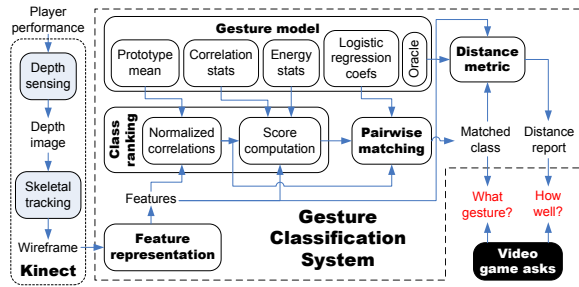 Player
performance
Depth
sensing
Depth
image
Skeletal
tracking
Wireframe
Kinect
Gesture model
Prototype
mean
Correlation
stats
Energy
stats
Logistic
regression
coefs
Oracle
Distance
metric
Class
ranking
Normalized
correlations
Score
computation
Pairwise
matching
Matched
class
Distance
report
Features
Feature
representation
Gesture
Classification
System
What
gesture?
How
well?
Video
game asks